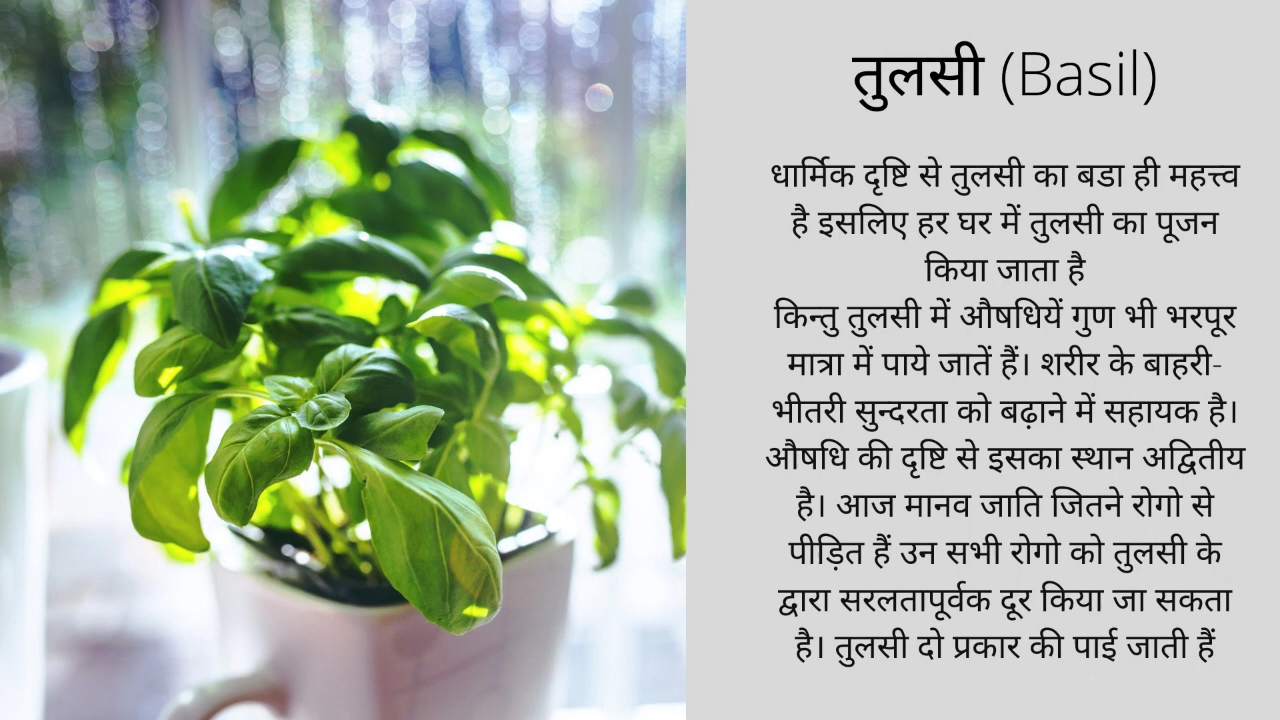 तुलसी (Basil)
धार्मिक दृष्टि से तुलसी का बडा ही महत्त्व
है इसलिए हर घर में तुलसी का पूजन
किया जाता है
किन्तु तुलसी में औषधियें गुण भी भरपूर
मात्रा में पाये जातें हैं। शरीर के बाहरी-
भीतरी सुन्दरता को बढ़ाने में सहायक है।
औषधि की दृष्टि से इसका स्थान अद्वितीय
है। आज मानव जाति जितने रोगो से
पीड़ित हैं उन सभी रोगो को तुलसी के
द्वारा सरलतापूर्वक दूर किया जा सकता
है। तुलसी दो प्रकार की पाई जाती हैं